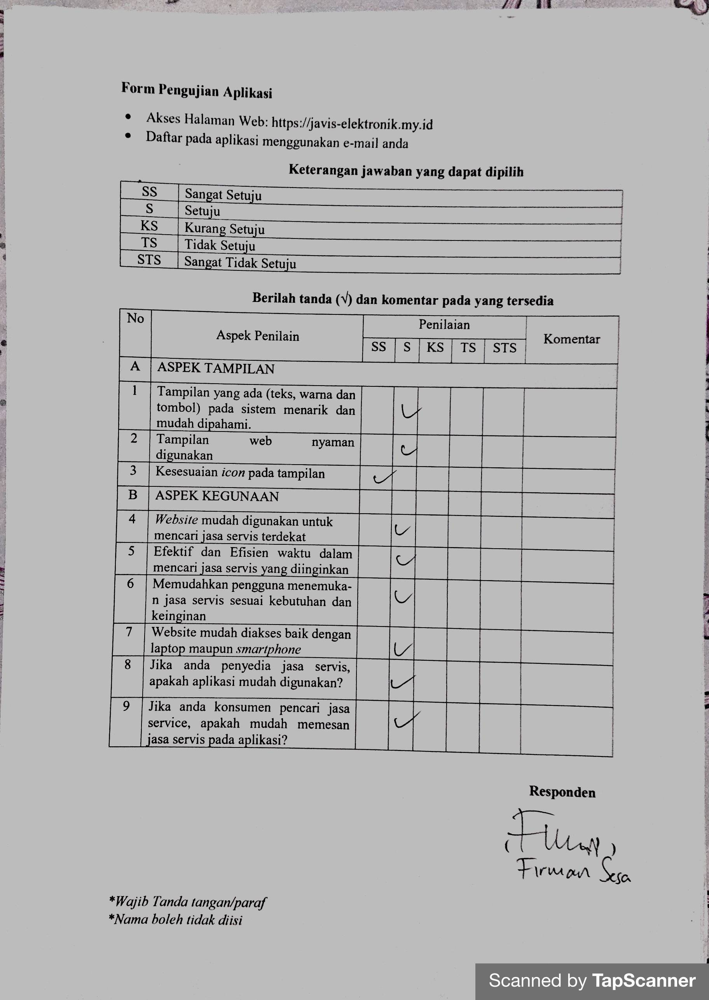 Form Pengujian Aplikasi
• Akses Halaman Web: https://javis-elektronik.my.id
• Daftar pada aplikasi menggunakan e-mail anda
Keterangan jawaban yang dapat dipilih
SS Sangat Setuju
S Setuju
KS Kurang Setuju
TS Tidak Setuju
STS Sangat Tidak Setuju
Berilah tanda (√) dan komentar pada yang tersedia
No Aspek Penilain Penilaian Komentar
SS S KS TS STS
A ASPEK TAMPILAN
1 Tampilan yang ada (teks, warna dan
tombol) pada sistem menarik dan
mudah dipahami.
2 Tampilan web nyaman
digunakan
3 Kesesuaian icon pada tampilan
B ASPEK KEGUNAAN
4 Website mudah digunakan untuk
mencari jasa servis terdekat
5 Efektif dan Efisien waktu dalam
mencari jasa servis yang diinginkan
6 Memudahkan pengguna menemuka-
n jasa servis sesuai kebutuhan dan
keinginan
7 Website mudah diakses baik dengan
laptop maupun smartphone
8 Jika anda penyedia jasa servis,
apakah aplikasi mudah digunakan?
9 Jika anda konsumen pencari jasa
service, apakah mudah memesan
jasa servis pada aplikasi?
Responden
Firman Sesa
*Wajib Tanda tangan/paraf
*Nama boleh tidak diisi
Scanned by TapScanner